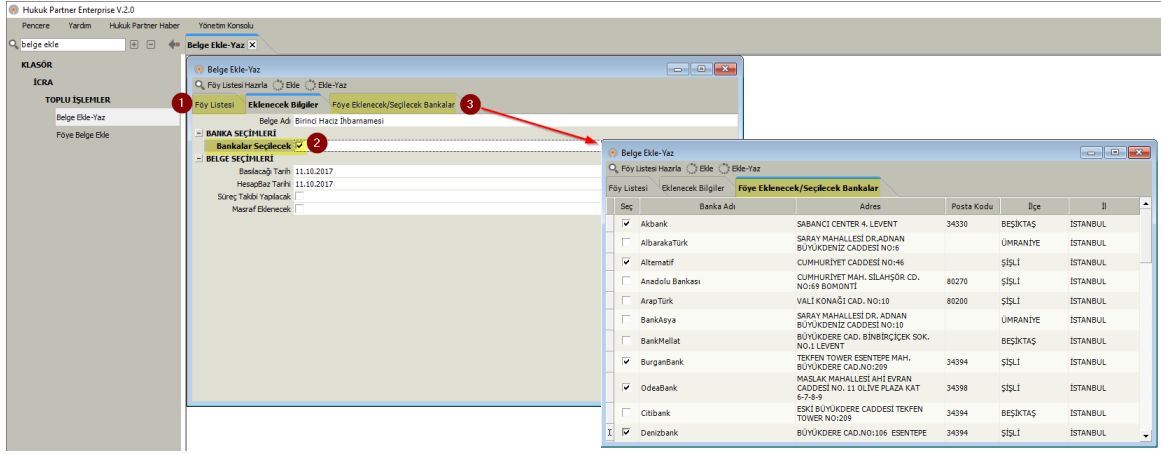 Hukuk Partner Enterprise V.2.0
Pencere Yardım Hukuk Partner Haber Yönetim Konsolu
belge ekle
Belge Ekle-Yaz
KLASÖR
İCRA
TOPLU İŞLEMLER
Belge Ekle-Yaz
Föye Belge Ekle
Belge Ekle-Yaz
Föy Listesi Hazırla Ekle Ekle-Yaz
1 Föy Listesi Eklenecek Bilgiler Föye Eklenecek/Seçilecek Bankalar 3
Belge Adı Birinci Haciz İhbarnamesi
BANKA SEÇİMLERİ
Bankalar Seçilecek 2
BELGE SEÇİMLERİ
Basılacağı Tarih 11.10.2017
HesapBaz Tarihi 11.10.2017
Süreç Takibi Yapılacak
Masraf Eklenecek
Belge Ekle-Yaz
Föy Listesi Hazırla Ekle Ekle-Yaz
Föy Listesi Eklenecek Bilgiler Föye Eklenecek/Seçilecek Bankalar
Seç Banka Adı Adres Posta Kodu İlçe İl
Akbank SABANCI CENTER 4. LEVENT 34330 BEŞİKTAŞ İSTANBUL
AlbarakaTürk SARAY MAHALLESİ DR.ADNAN BÜYÜKDENİZ CADDESİ NO:6 ÜMRANİYE İSTANBUL
Alternatif CUMHURİYET CADDESİ NO:46 ŞİŞLİ İSTANBUL
Anadolu Bankası CUMHURİYET MAH. SİLAHŞÖR CD. NO:69 BOMONTİ 80270 ŞİŞLİ İSTANBUL
ArapTürk VALİ KONAĞI CAD. NO:10 80200 ŞİŞLİ İSTANBUL
BankAsya SARAY MAHALLESİ DR. ADNAN BÜYÜKDENİZ CADDESİ NO:10 ÜMRANİYE İSTANBUL
BankMellat BÜYÜKDERE CAD. BİNBİRÇİÇEK SOK. NO.1 LEVENT BEŞİKTAŞ İSTANBUL
BurganBank TEKFEN TOWER ESENTEPE MAH. BÜYÜKDERE CAD.NO:209 34394 ŞİŞLİ İSTANBUL
OdeaBank MASLAK MAHALLESİ AHİ EVRAN CADDESİ NO. 11 OLİVE PLAZA KAT 6-7-8-9 34398 ŞİŞLİ İSTANBUL
Citibank ESKİ BÜYÜKDERE CADDESİ TEKFEN TOWER NO:209 34394 BEŞİKTAŞ İSTANBUL
Denizbank BÜYÜKDERE CAD.NO:106 ESENTEPE 34394 ŞİŞLİ İSTANBUL